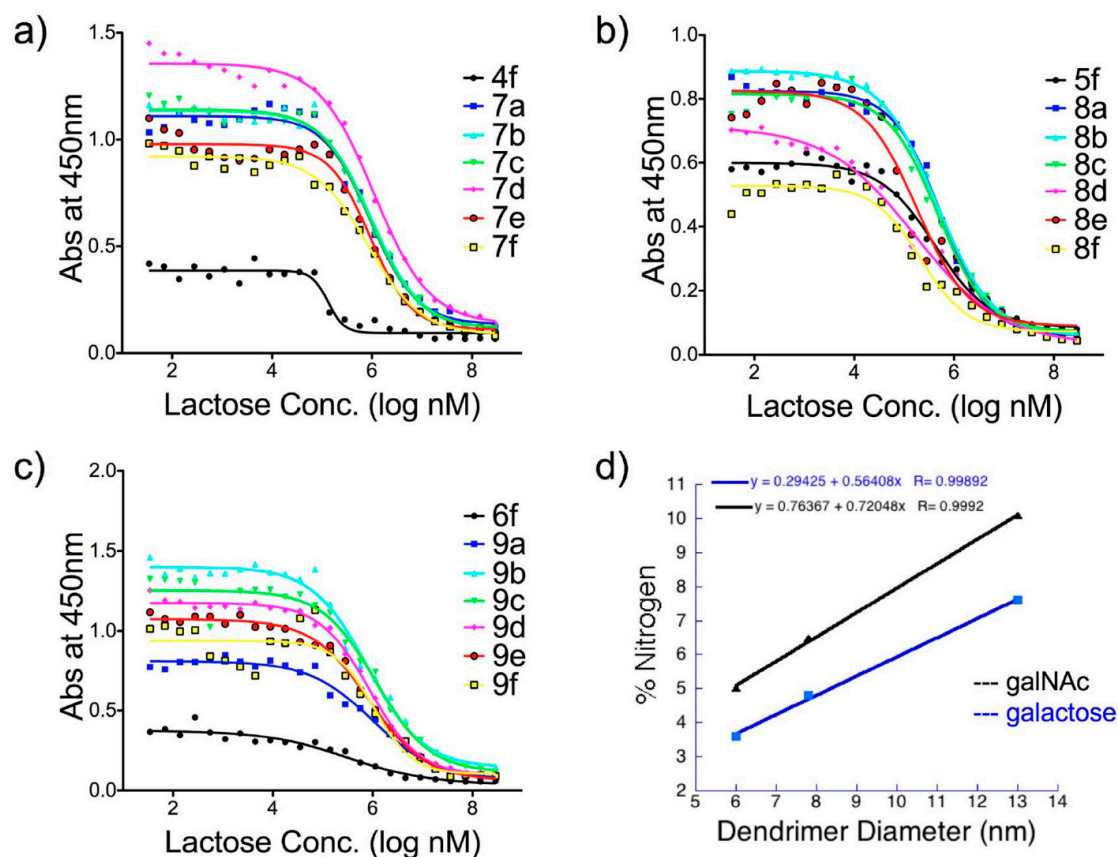 a)
Abs at 450nm
1.5
1.0
0.5
0.0
2 4 6 8
Lactose Conc. (log nM)
4f
7a
7b
7c
7d
7e
7f
b)
Abs at 450nm
1.0
0.8
0.6
0.4
0.2
0.0
2 4 6 8
Lactose Conc. (log nM)
5f
8a
8b
8c
8d
8e
8f
c)
Abs at 450nm
2.0
1.5
1.0
0.5
0.0
2 4 6 8
Lactose Conc. (log nM)
6f
9a
9b
9c
9d
9e
9f
d)
% Nitrogen
11
10
9
8
7
6
5
4
3
2
y = 0.29425 + 0.56408x R= 0.99892
y = 0.76367 + 0.72048x R= 0.9992
galNAc
galactose
5 6 7 8 9 10 11 12 13 14
Dendrimer Diameter (nm)